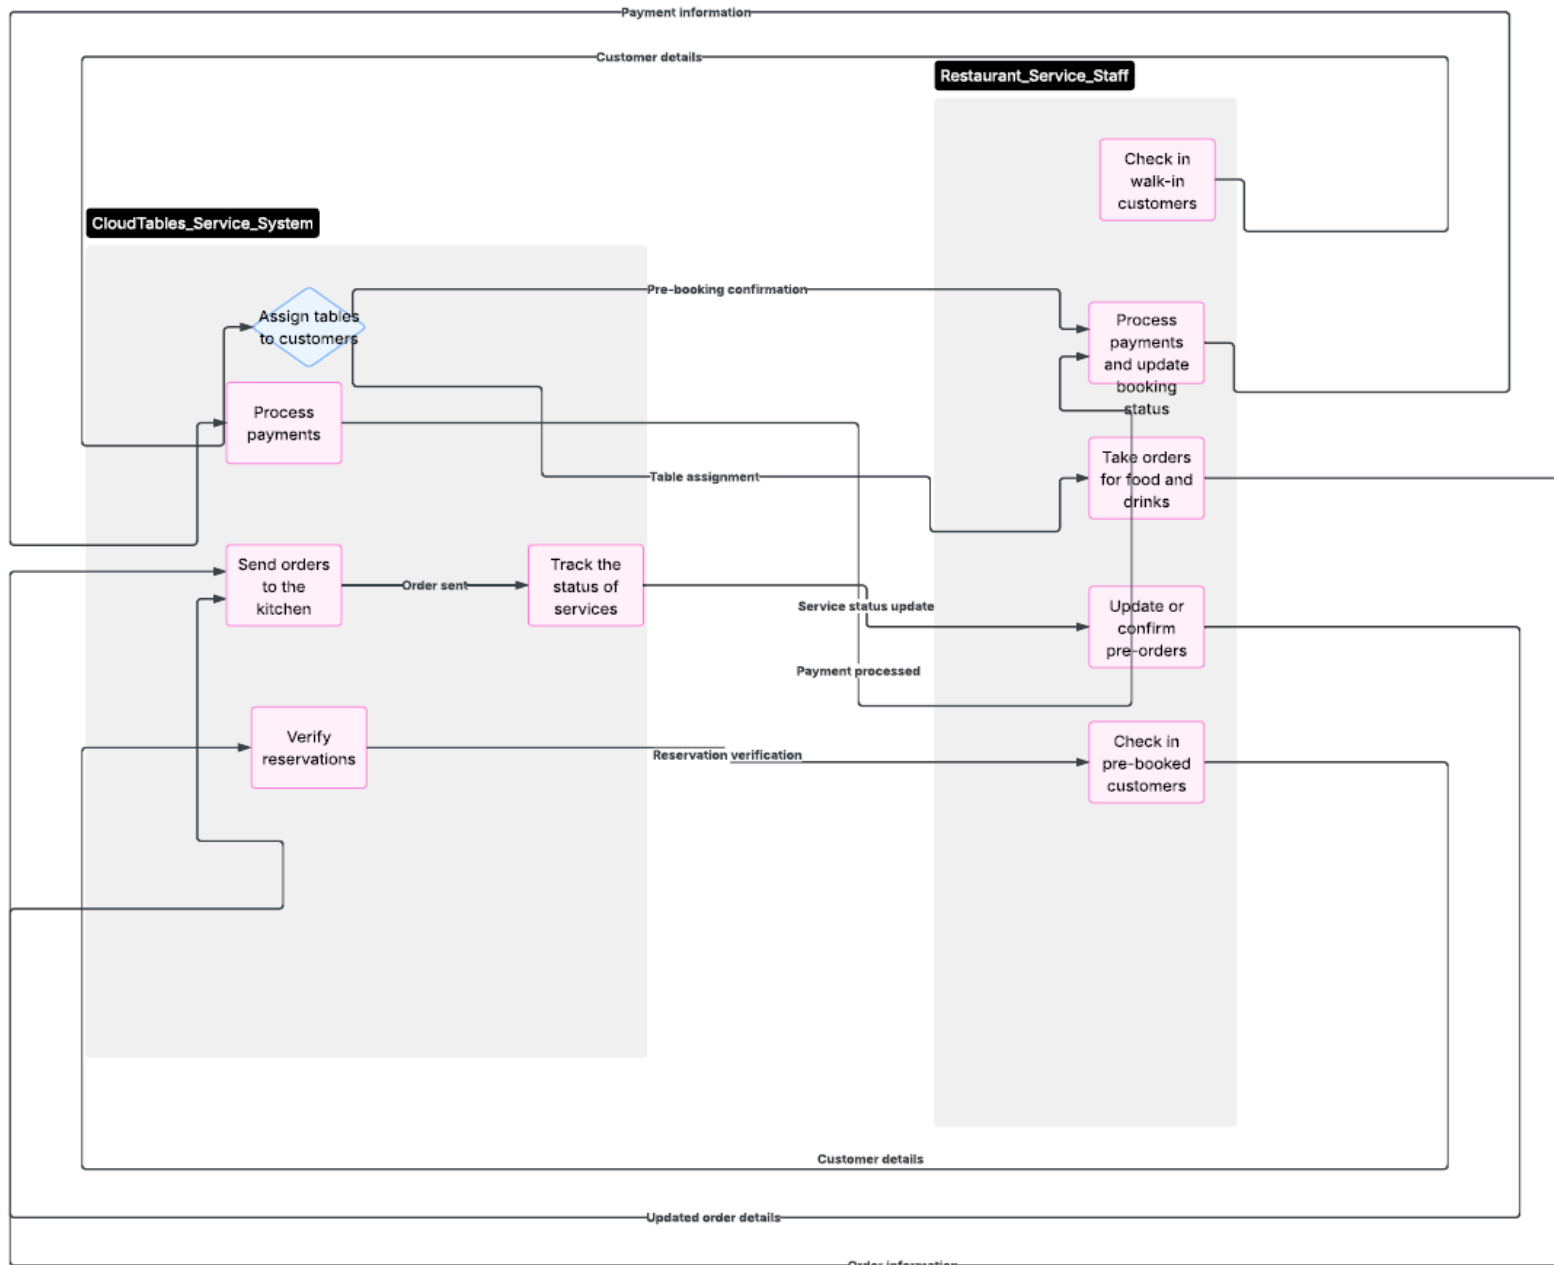 Payment information
Customer details
Restaurant_Service_Staff
Check in
walk-in
customers
CloudTables_Service_System
Pre-booking confirmation
Assign tables
to customers
Process
payments
and update
booking
status
Process
payments
Table assignment
Take orders
for food and
drinks
Send orders
to the
kitchen
Order sent
Track the
status of
services
Service status update
Update or
confirm
pre-orders
Payment processed
Verify
reservations
Reservation verification
Check in
pre-booked
customers
Customer details
Updated order details
Order information